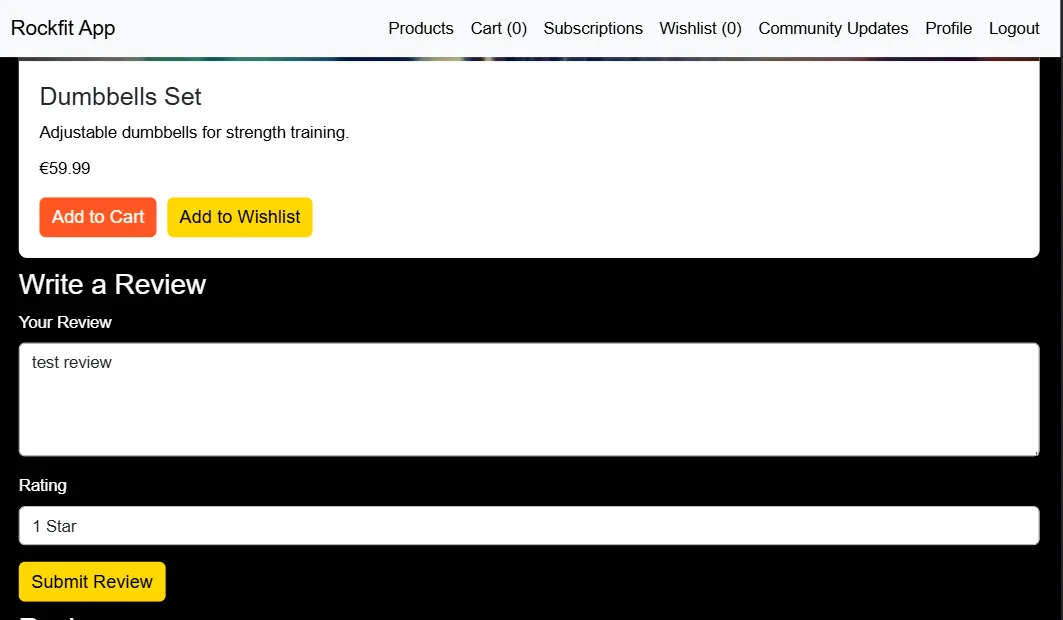 Rockfit App Products Cart (0) Subscriptions Wishlist (0) Community Updates Profile Logout
Dumbbells Set
Adjustable dumbbells for strength training.
€59.99
Add to Cart Add to Wishlist
Write a Review
Your Review
test review
Rating
1 Star
Submit Review